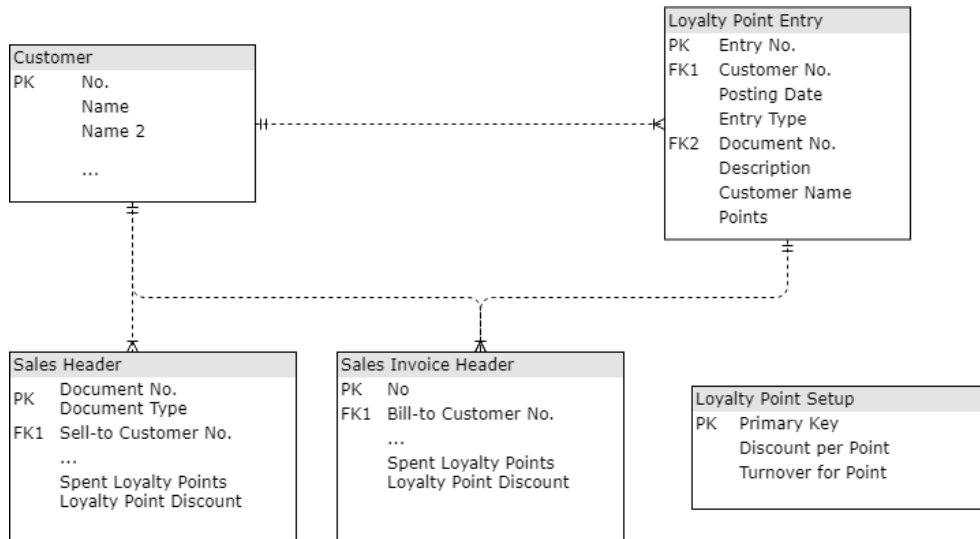 Customer
PK No.
Name
Name 2
...
Loyalty Point Entry
PK Entry No.
FK1 Customer No.
Posting Date
Entry Type
FK2 Document No.
Description
Customer Name
Points
Sales Header
PK Document No.
Document Type
FK1 Sell-to Customer No.
...
Spent Loyalty Points
Loyalty Point Discount
Sales Invoice Header
PK No
FK1 Bill-to Customer No.
...
Spent Loyalty Points
Loyalty Point Discount
Loyalty Point Setup
PK Primary Key
Discount per Point
Turnover for Point